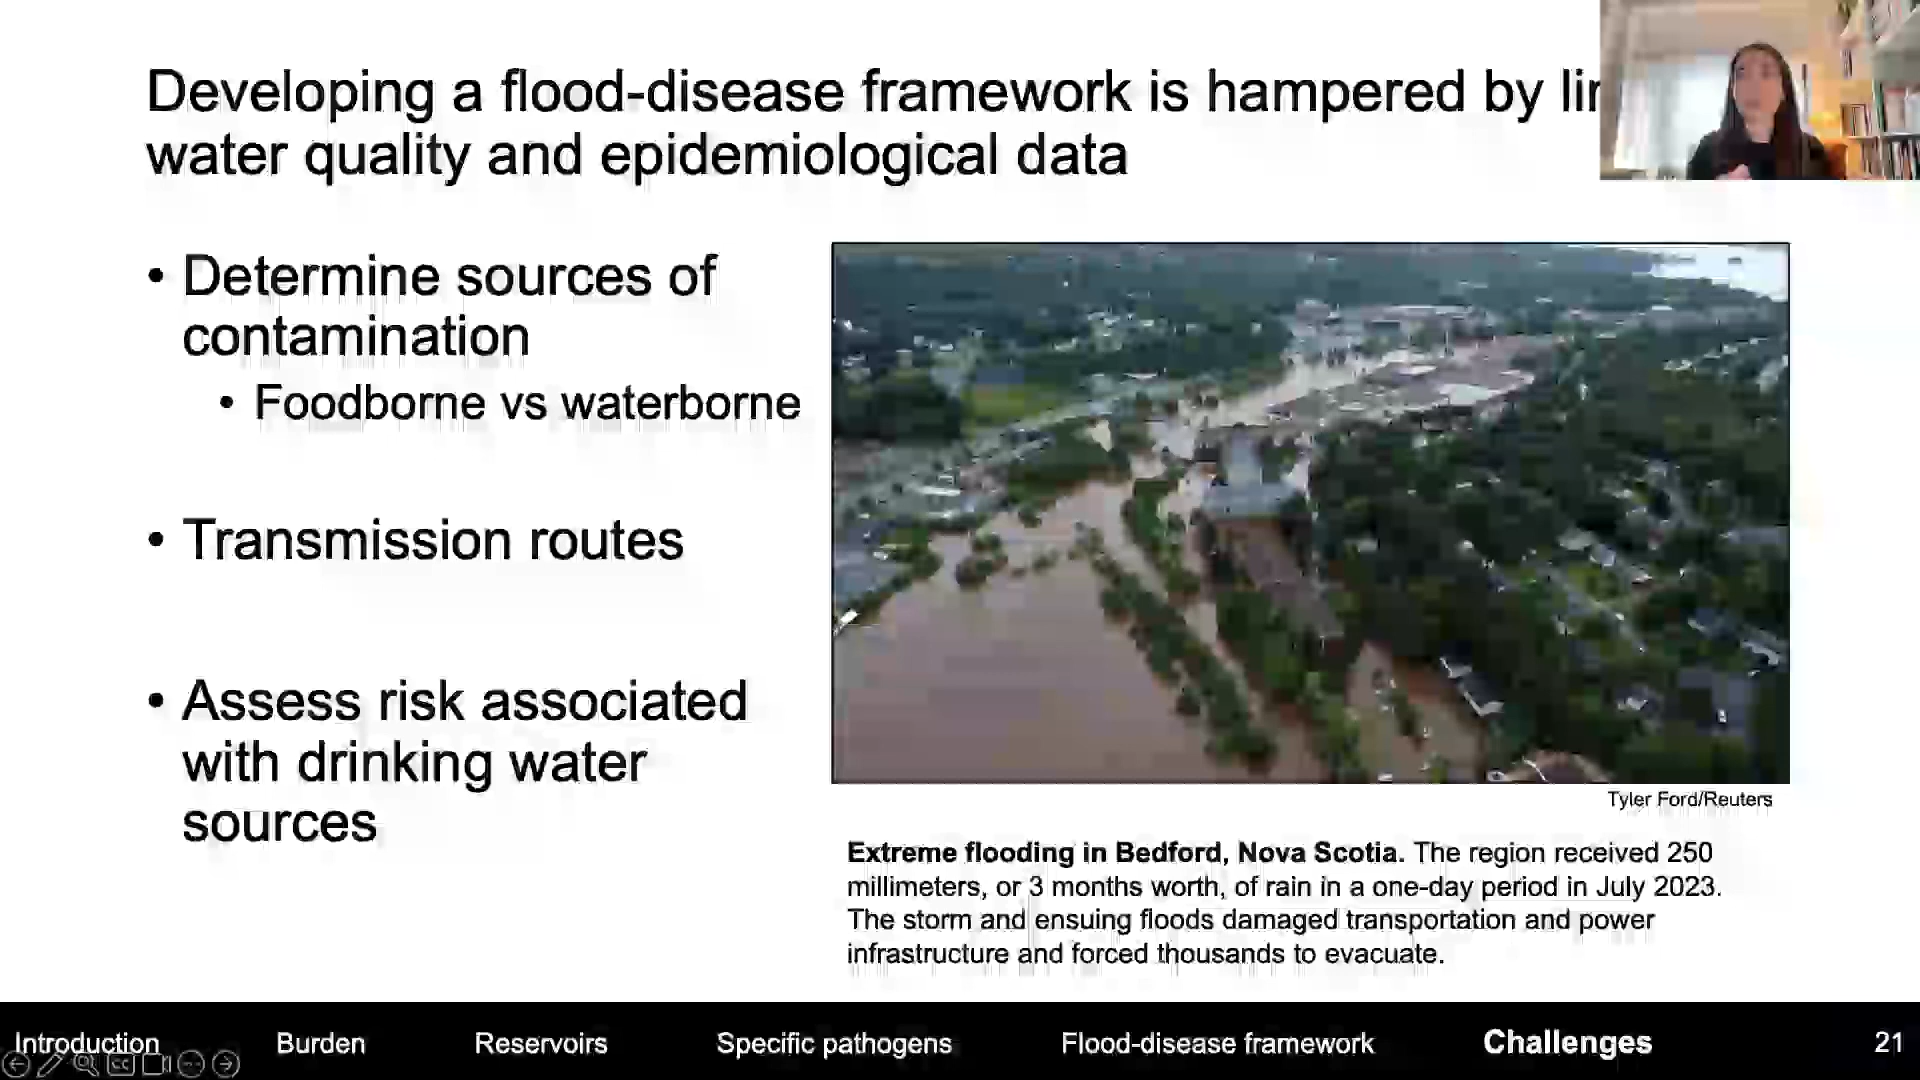 Developing a flood-disease framework is hampered by
water quality and epidemiological data
• Determine sources of
contamination
• Foodborne vs waterborne
• Transmission routes
• Assess risk associated
with drinking water
sources
Tyler Ford/Reuters
Extreme flooding in Bedford, Nova Scotia. The region received 250
millimeters, or 3 months worth, of rain in a one-day period in July 2023.
The storm and ensuing floods damaged transportation and power
infrastructure and forced thousands to evacuate.
Introduction Burden Reservoirs Specific pathogens Flood-disease framework Challenges 21
CC